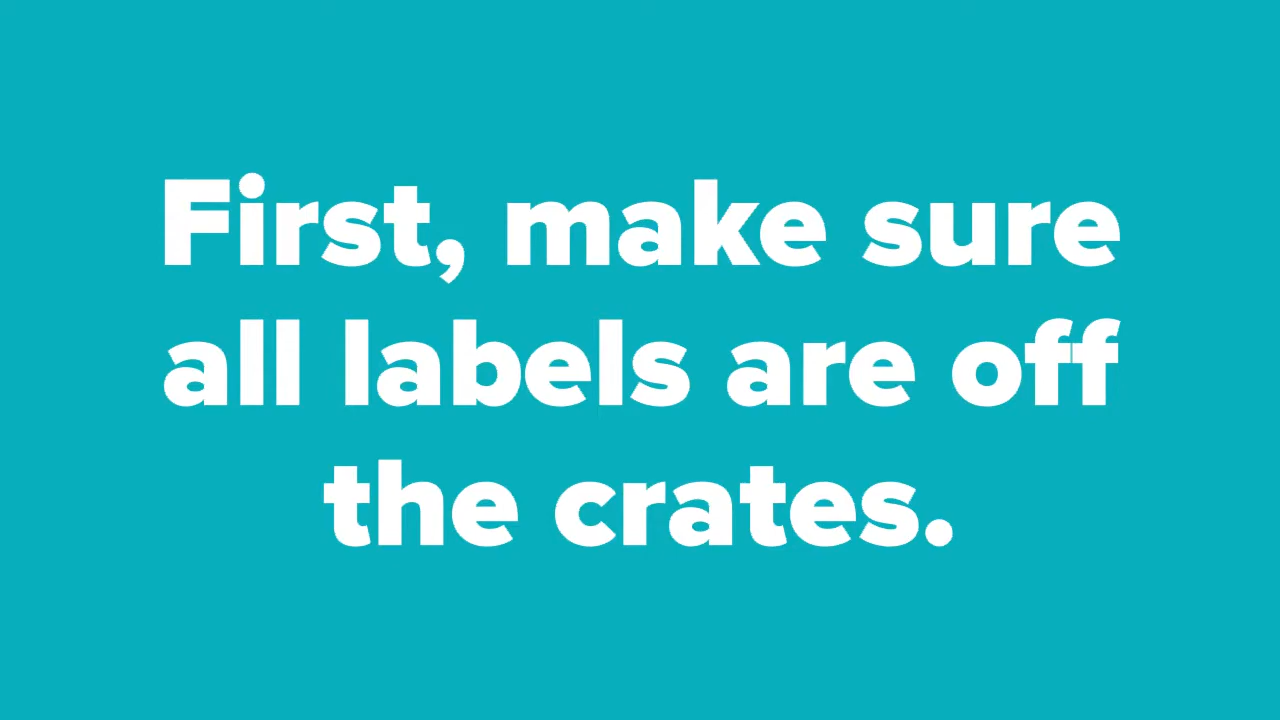 First, make sure
all labels are off
the crates.